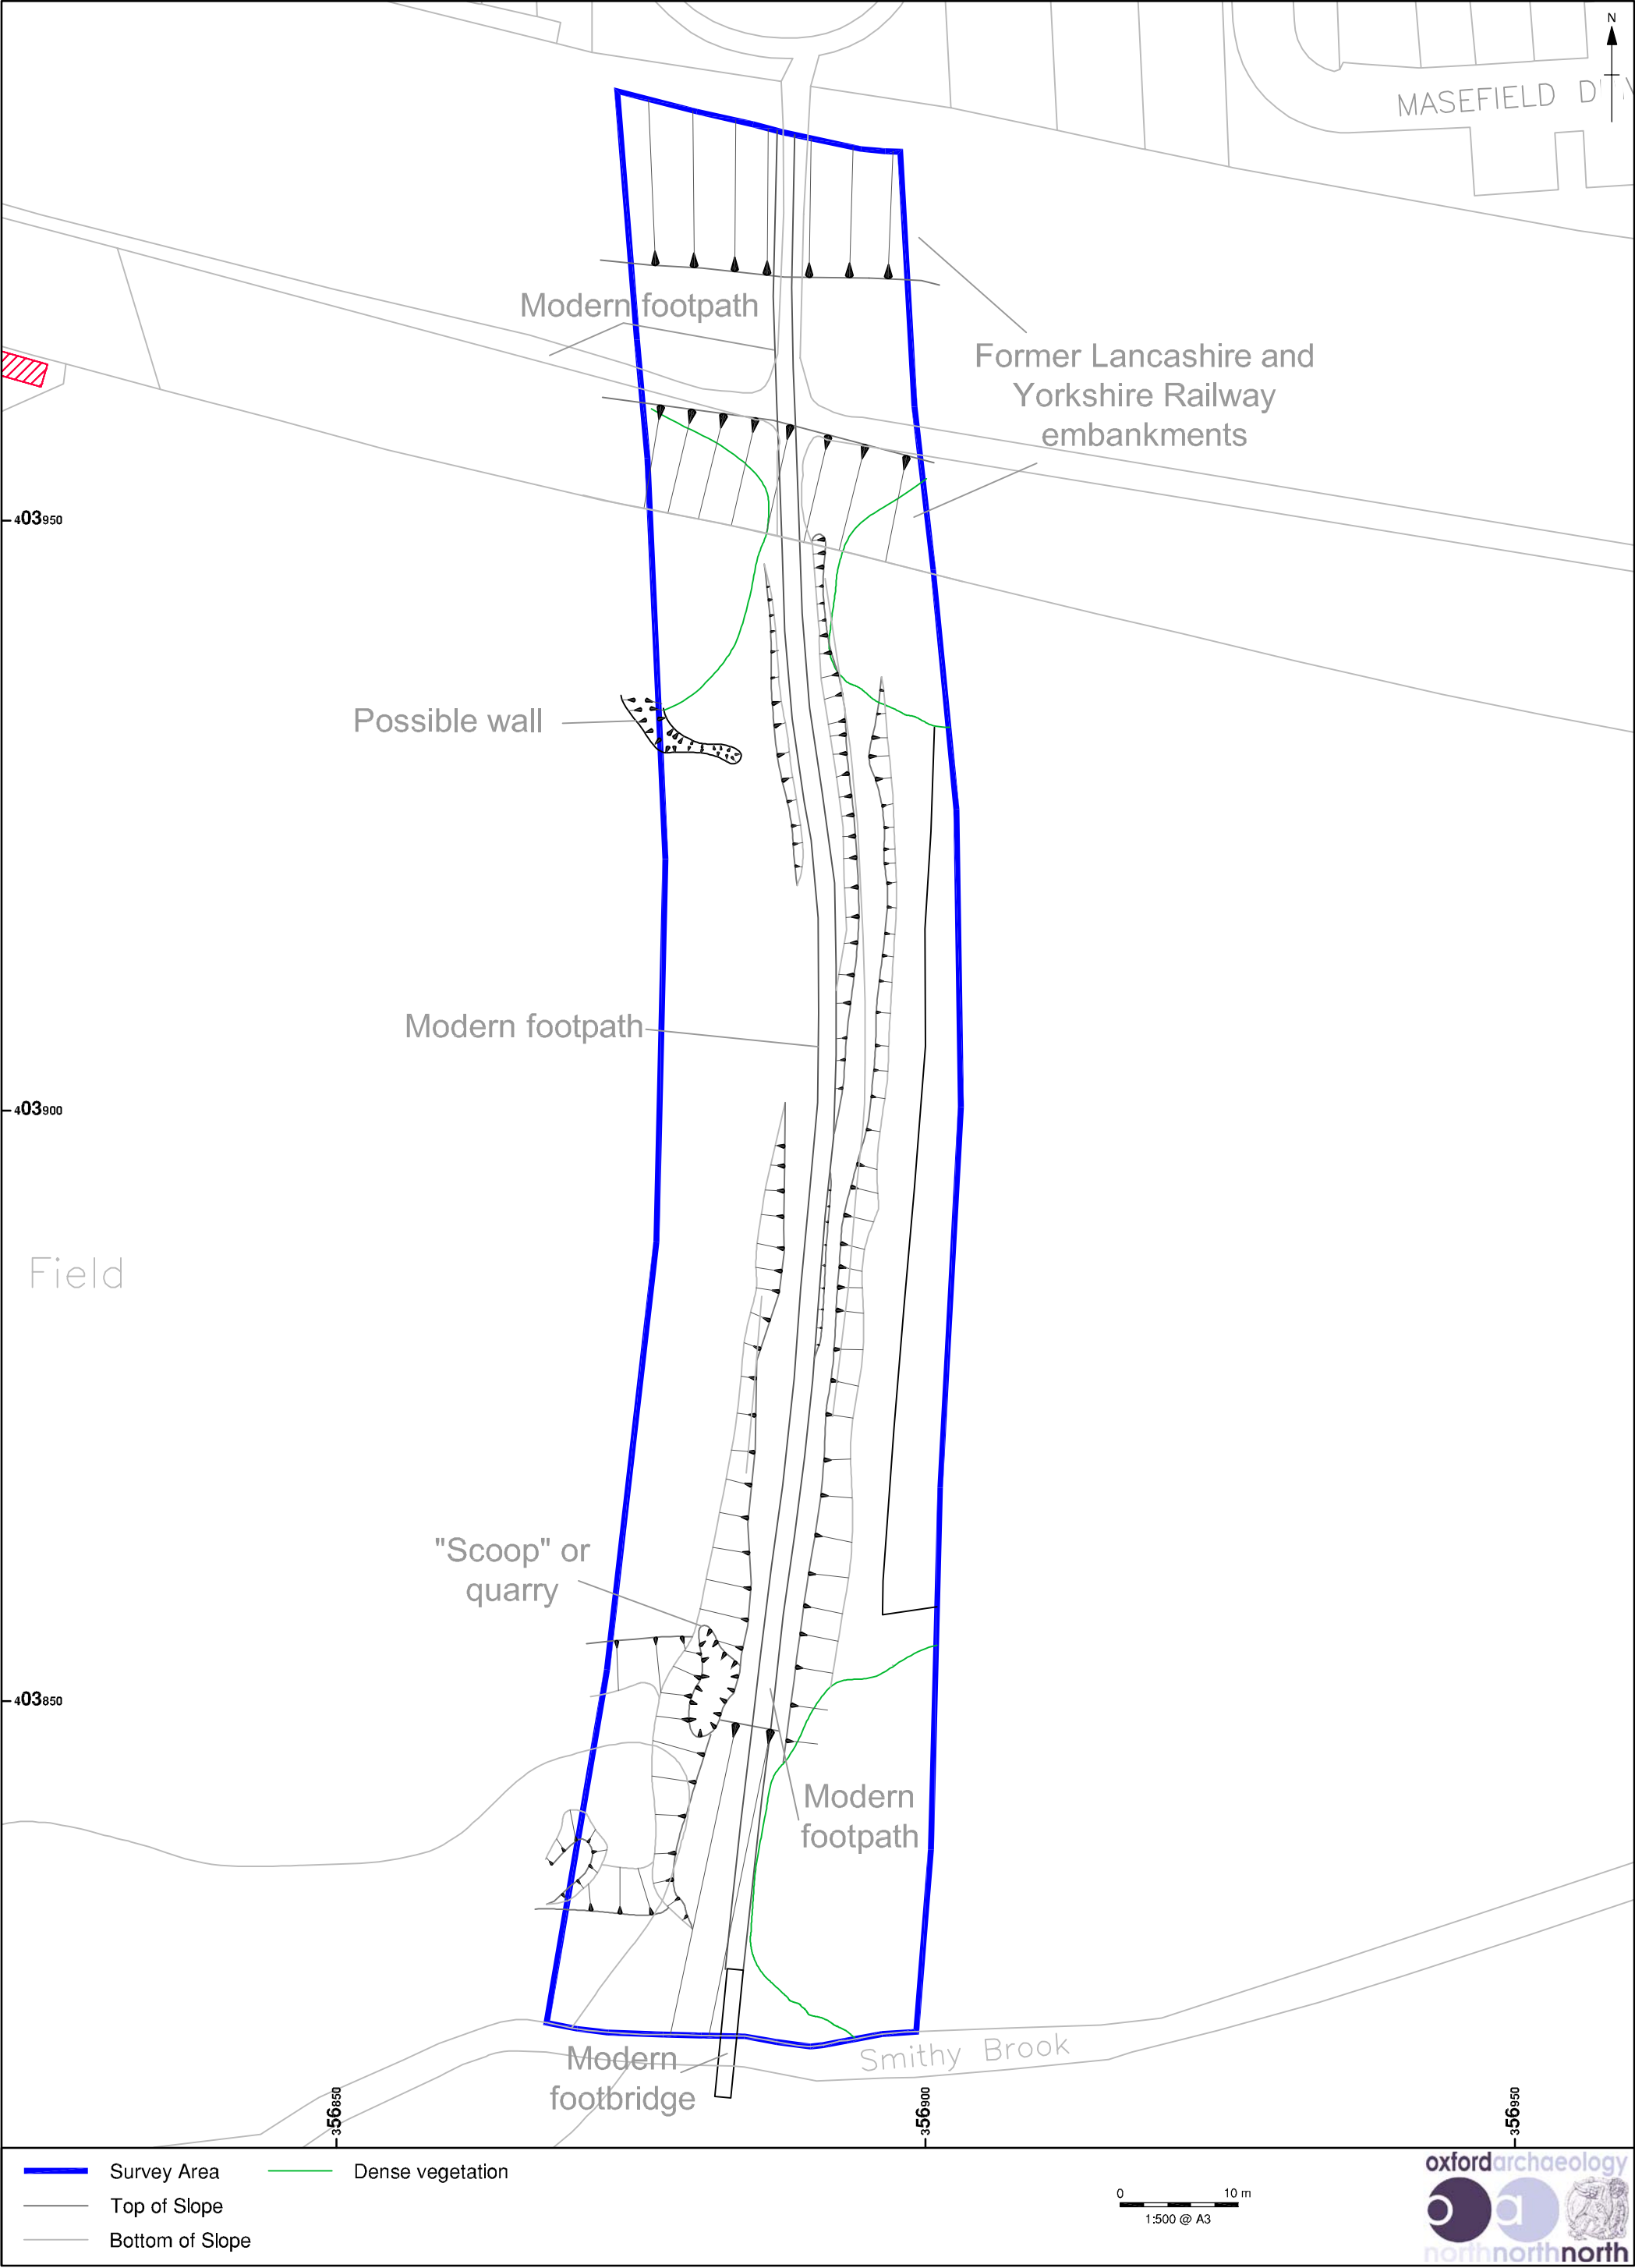 N
MASEFIELD D
Modern footpath
Former Lancashire and
Yorkshire Railway
embankments
403950
Possible wall
Modern footpath
403900
Field
"Scoop" or
quarry
403850
Modern
footpath
Smithy Brook
Modern
footbridge
356850
356900
356950
Survey Area
Dense vegetation
Top of Slope
Bottom of Slope
0 10 m
1:500 @ A3
oxfordarchaeology
oa
northnorthnorth